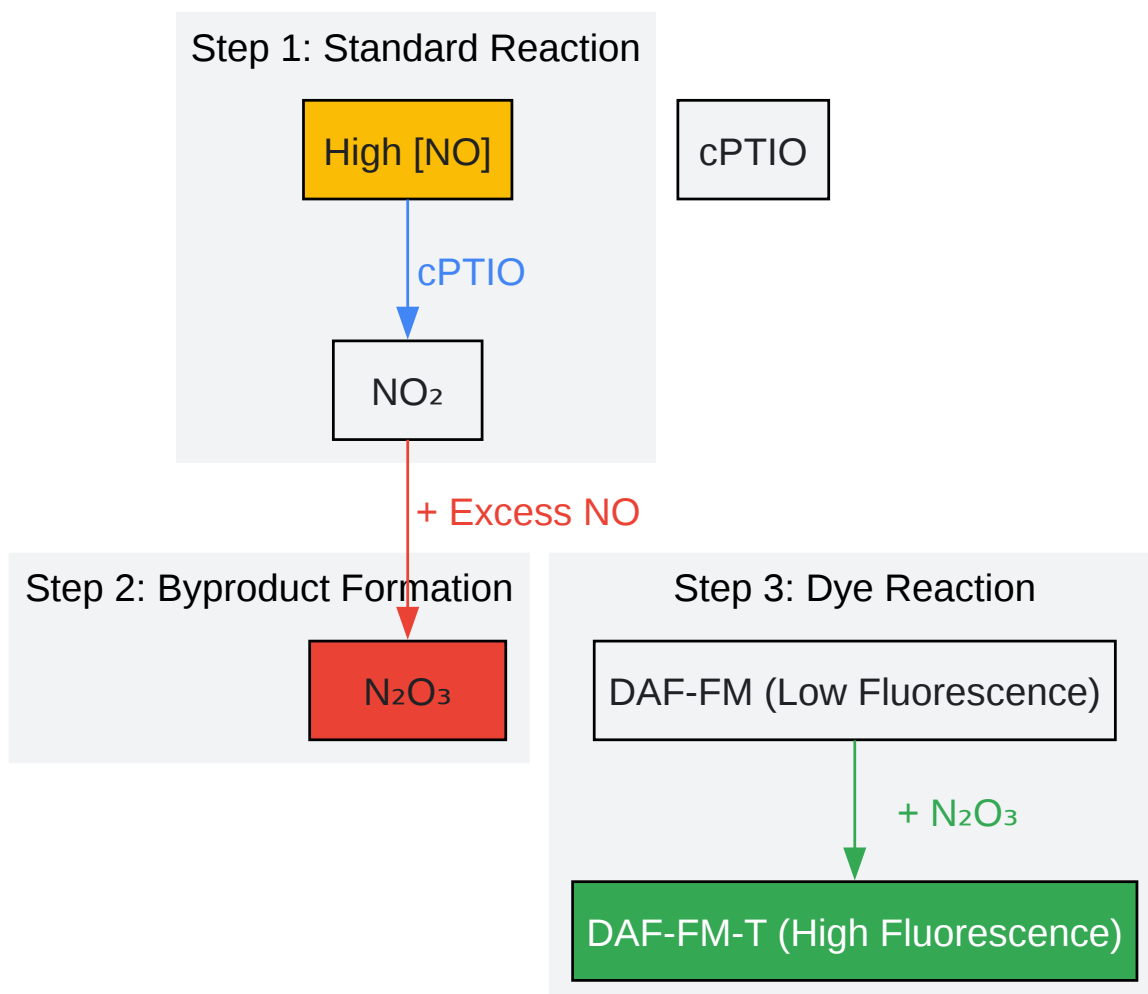 Step 1: Standard Reaction
High [NO]
cPTIO
cPTIO
NO₂
+ Excess NO
Step 2: Byproduct Formation
N₂O₃
Step 3: Dye Reaction
DAF-FM (Low Fluorescence)
+ N₂O₃
DAF-FM-T (High Fluorescence)